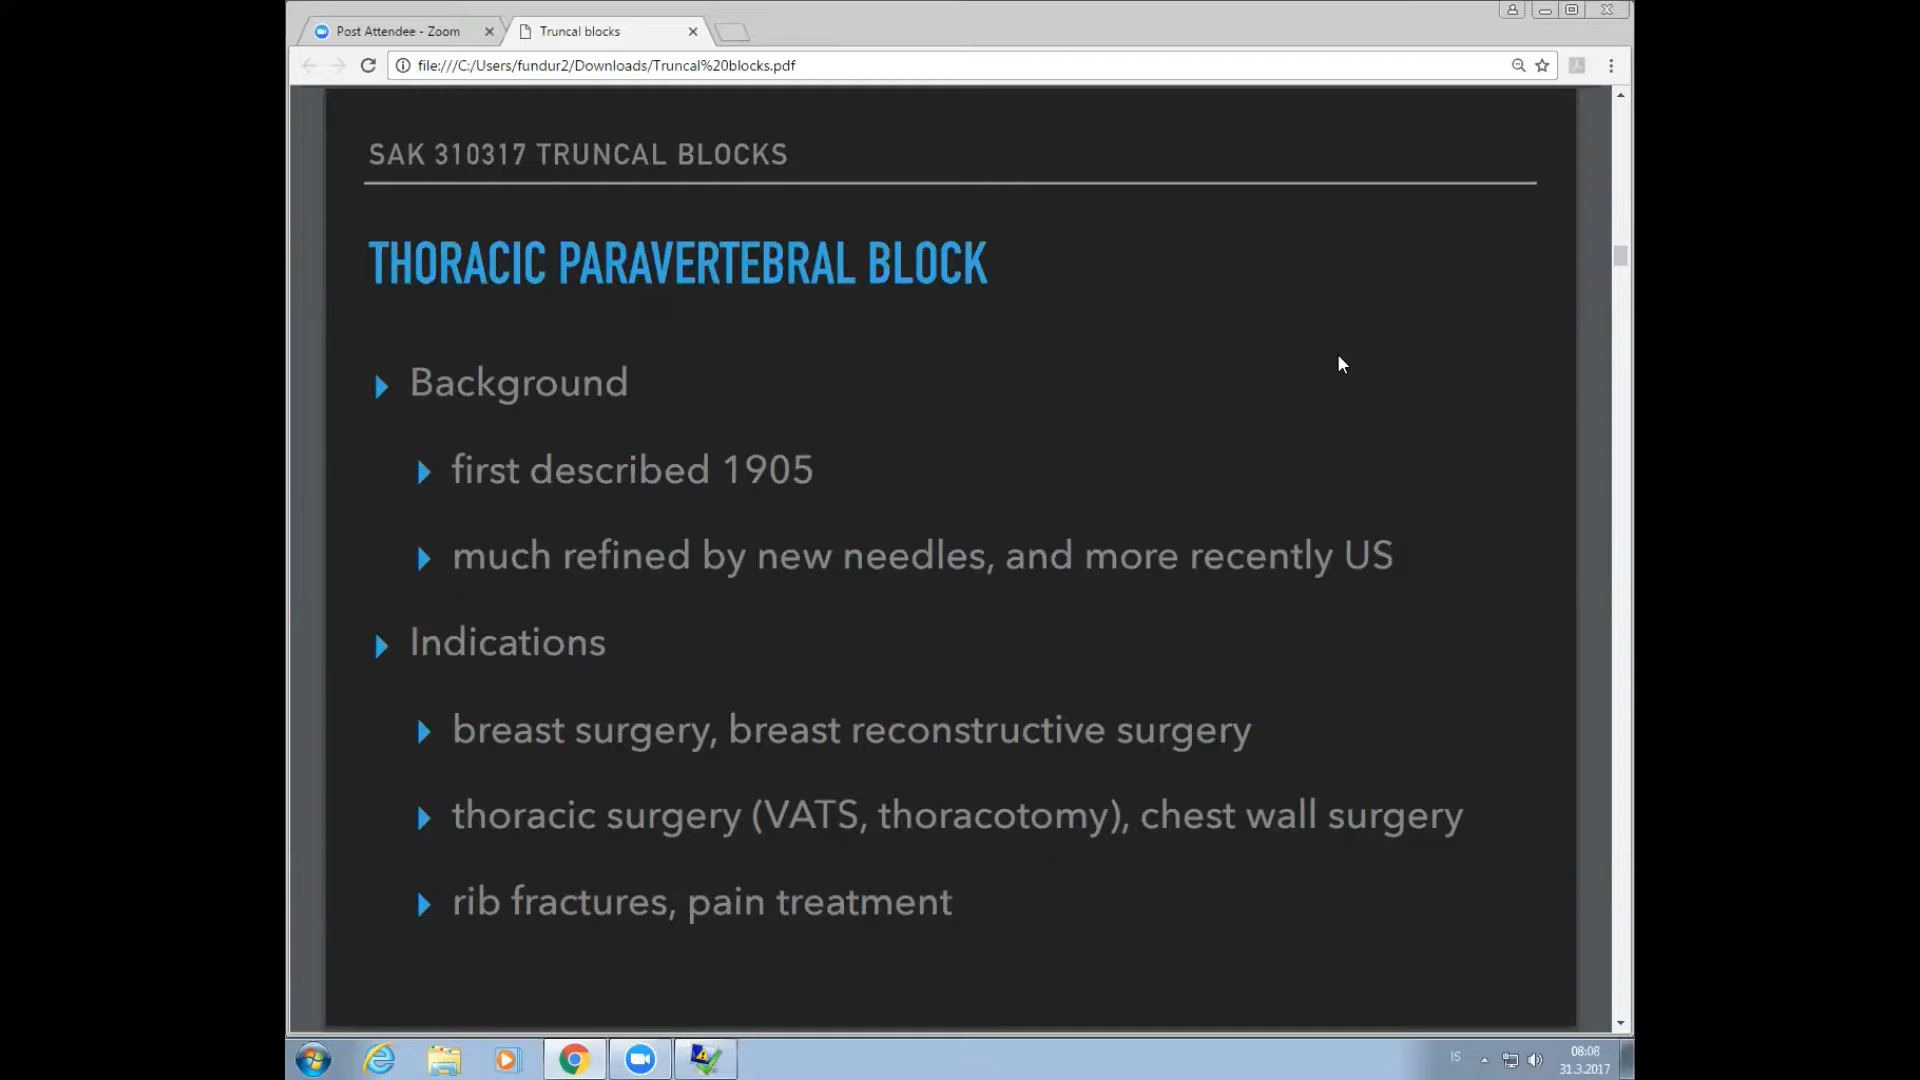 Post Attendee - Zoom
Truncal blocks
file:///C:/Users/fundur2/Downloads/Truncal%20blocks.pdf
SAK 310317 TRUNCAL BLOCKS
THORACIC PARAVERTEBRAL BLOCK
Background
first described 1905
much refined by new needles, and more recently US
Indications
breast surgery, breast reconstructive surgery
thoracic surgery (VATS, thoracotomy), chest wall surgery
rib fractures, pain treatment
IS
08:08
31.3.2017